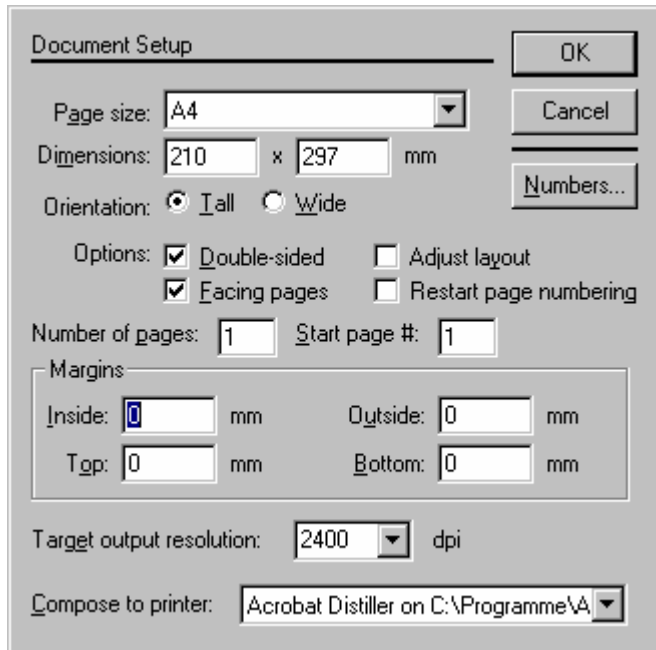 Document Setup
OK
Page size: A4
Cancel
Dimensions: 210 x 297 mm
Numbers...
Orientation: Tall Wide
Options: Double-sided Adjust layout
Facing pages Restart page numbering
Number of pages: 1 Start page #: 1
Margins
Inside: 0 mm Outside: 0 mm
Top: 0 mm Bottom: 0 mm
Target output resolution: 2400 dpi
Compose to printer: Acrobat Distiller on C:\Programme\A